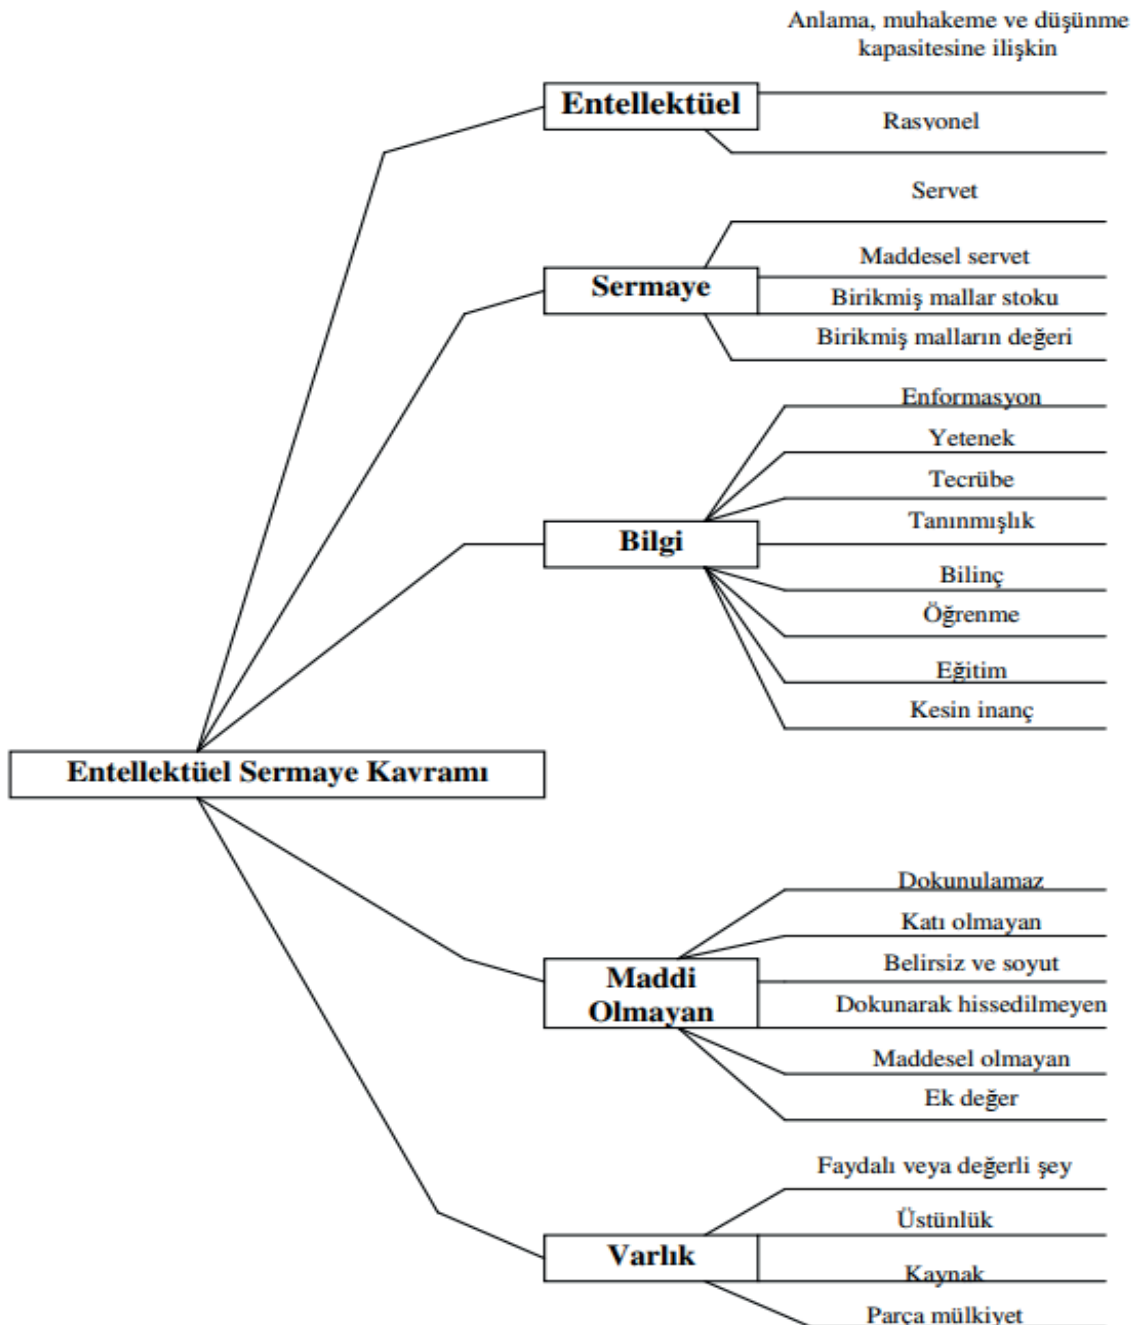 Anlama, muhakeme ve düşünme
kapasitesine ilişkin
Entellektüel
Rasyonel
Servet
Maddesel servet
Sermaye
Birikmiş mallar stoku
Birikmiş malların değeri
Enformasyon
Yetenek
Tecrübe
Tanınmışlık
Bilgi
Bilinç
Öğrenme
Eğitim
Kesin inanç
Entellektüel Sermaye Kavramı
Dokunulamaz
Katı olmayan
Belirsiz ve soyut
Maddi
Olmayan
Dokunarak hissedilmeyen
Maddesel olmayan
Ek değer
Faydalı veya değerli şey
Üstünlük
Varlık
Kaynak
Parça mülkiyet